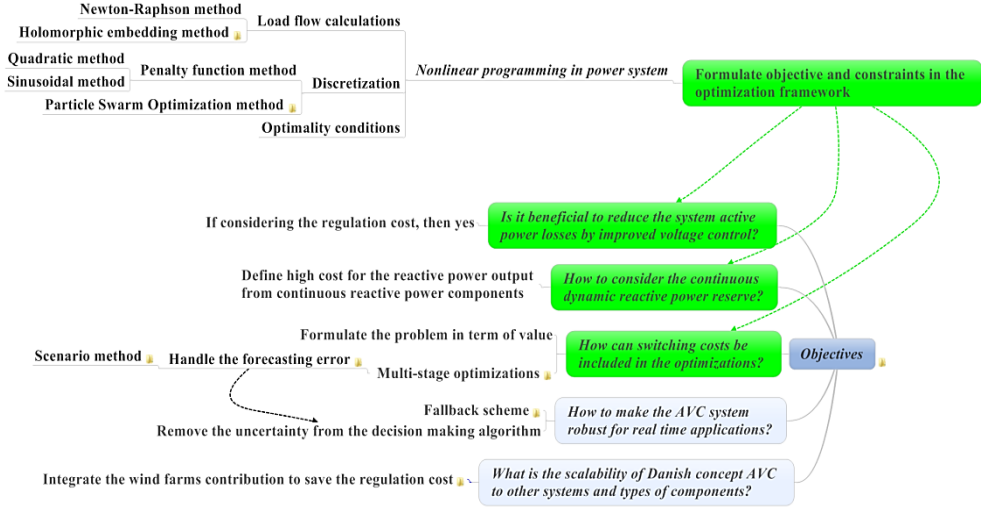 Newton-Raphson method
Holomorphic embedding method
Load flow calculations
Quadratic method
Sinusoidal method
Penalty function method
Particle Swarm Optimization method
Discretization
Optimality conditions
Nonlinear programming in power system
Formulate objective and constraints in the
optimization framework
If considering the regulation cost, then yes
Is it beneficial to reduce the system active
power losses by improved voltage control?
Define high cost for the reactive power output
from continuous reactive power components
How to consider the continuous
dynamic reactive power reserve?
Formulate the problem in term of value
Scenario method
Handle the forecasting error
Multi-stage optimizations
How can switching costs be
included in the optimizations?
Objectives
Fallback scheme
Remove the uncertainty from the decision making algorithm
How to make the AVC system
robust for real time applications?
Integrate the wind farms contribution to save the regulation cost
What is the scalability of Danish concept AVC
to other systems and types of components?